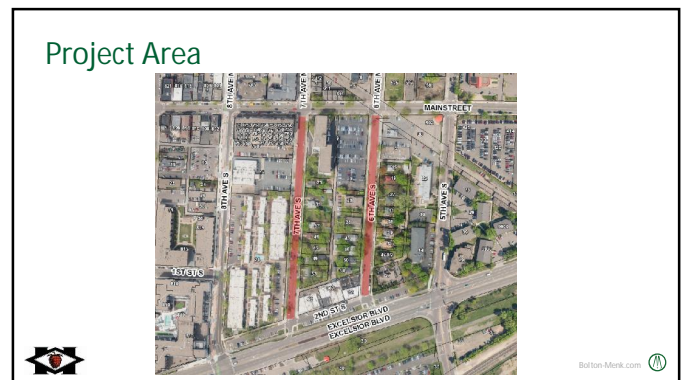 Project Area
8TH AVE N
7TH AVE N
6TH AVE N
MAINSTREET
8TH AVE S
7TH AVE S
6TH AVE S
5TH AVE S
1ST ST S
2ND ST S
EXCELSIOR BLVD
EXCELSIOR BLVD
Bolton-Menk.com